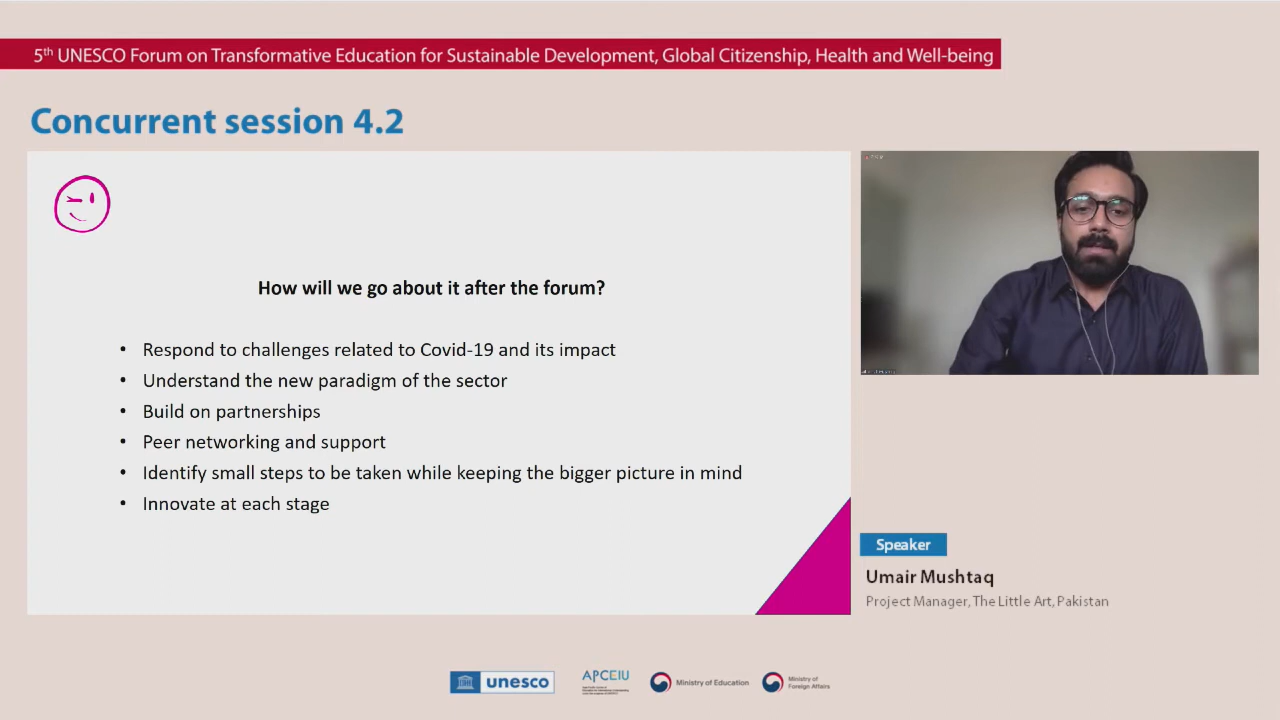 5th UNESCO Forum on Transformative Education for Sustainable Development, Global Citizenship, Health and Well-being
Concurrent session 4.2
How will we go about it after the forum?
• Respond to challenges related to Covid-19 and its impact
• Understand the new paradigm of the sector
• Build on partnerships
• Peer networking and support
• Identify small steps to be taken while keeping the bigger picture in mind
• Innovate at each stage
Speaker
Umair Mushtaq
Project Manager, The Little Art, Pakistan
unesco
APCEIU
Ministry of Education
Ministry of
Foreign Affairs